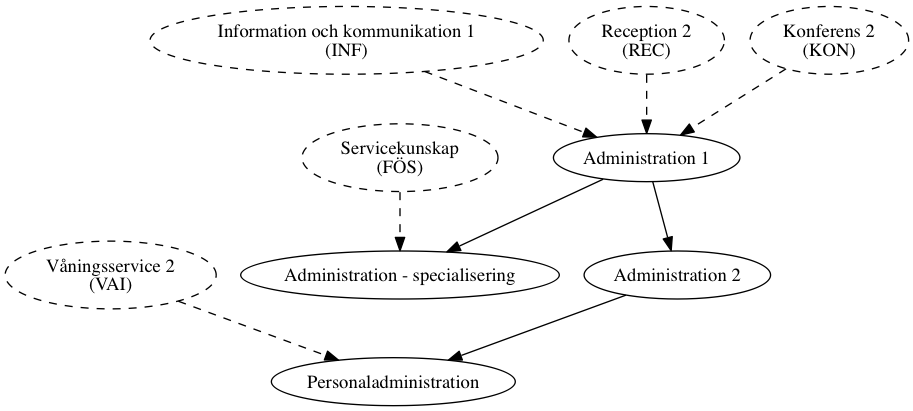 Information och kommunikation 1
(INF)
Reception 2
(REC)
Konferens 2
(KON)
Servicekunskap
(FÖS)
Administration 1
Våningsservice 2
(VAI)
Administration - specialisering
Administration 2
Personaladministration